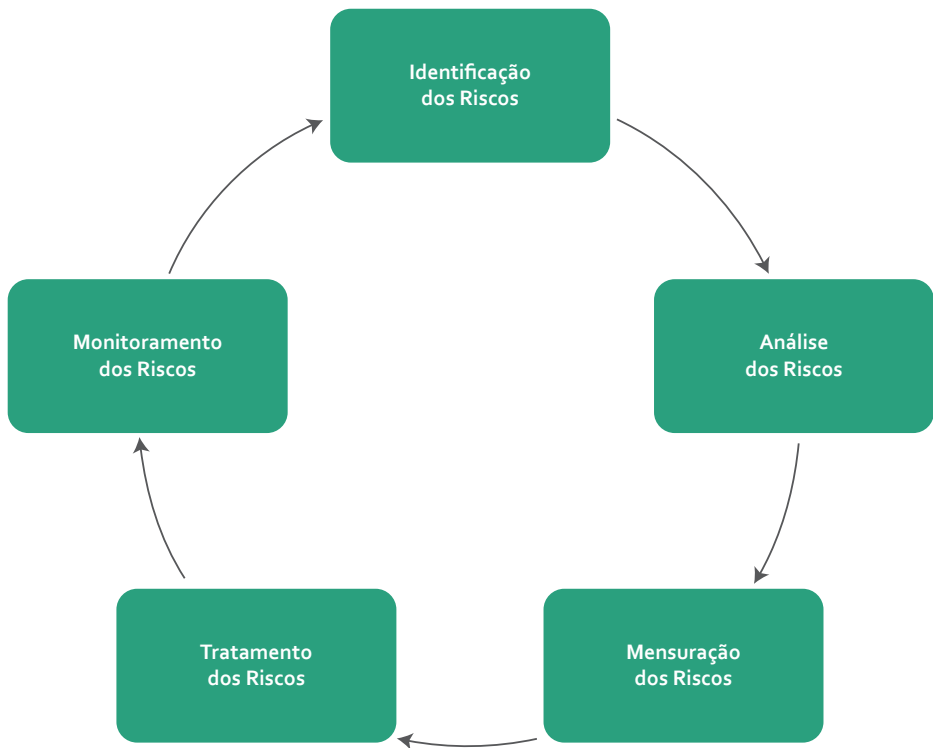 Identificação
dos Riscos
Análise
dos Riscos
Mensuração
dos Riscos
Tratamento
dos Riscos
Monitoramento
dos Riscos